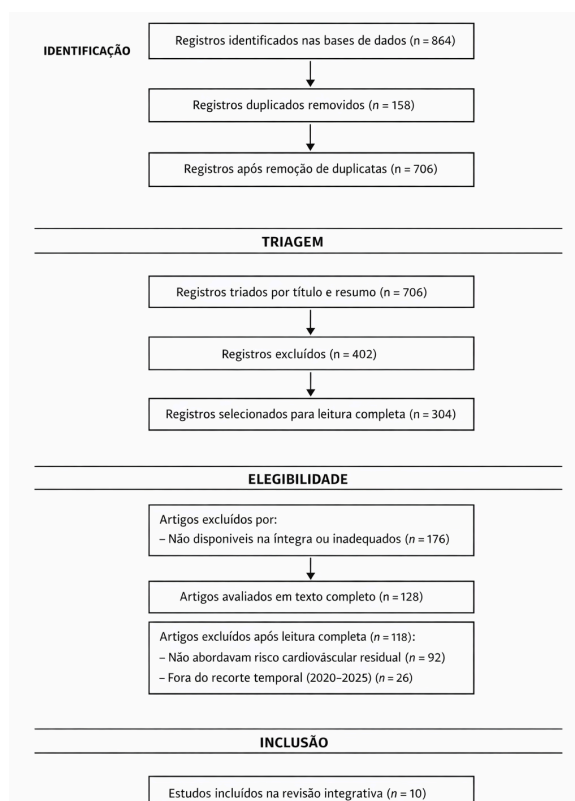 IDENTIFICAÇÃO
Registros identificados nas bases de dados (n = 864)
Registros duplicados removidos (n = 158)
Registros após remoção de duplicatas (n = 706)
TRIAGEM
Registros triados por título e resumo (n = 706)
Registros excluídos (n = 402)
Registros selecionados para leitura completa (n = 304)
ELEGIBILIDADE
Artigos excluídos por:
– Não disponiveis na íntegra ou inadequados (n = 176)
Artigos avaliados em texto completo (n = 128)
Artigos excluídos após leitura completa (n = 118):
– Não abordavam risco cardiováscular residual (n = 92)
– Fora do recorte temporal (2020–2025) (n = 26)
INCLUSÃO
Estudos incluídos na revisão integrativa (n = 10)